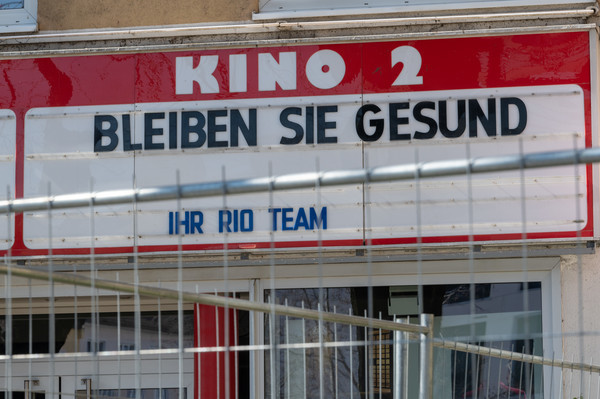 KINO 2
BLEIBEN SIE GESUND
IHR RIO TEAM